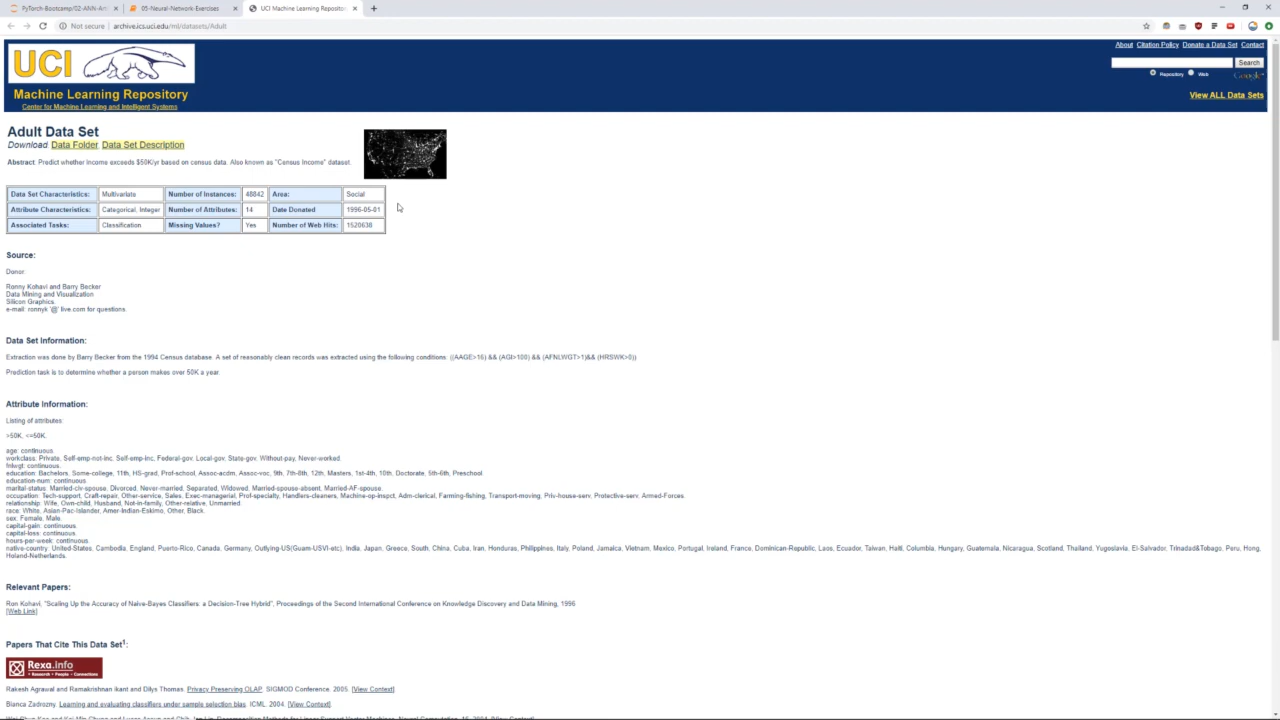 PyTorch-Bootcamp/02-ANN-Art
05-Neural-Network-Exercises
UCI Machine Learning Repository
Not secure | archive.ics.uci.edu/ml/datasets/Adult
About Citation Policy Donate a Data Set Contact
UCI
Search
Repository Web
Google
Machine Learning Repository
View ALL Data Sets
Center for Machine Learning and Intelligent Systems
Adult Data Set
Download: Data Folder, Data Set Description
Abstract: Predict whether income exceeds $50K/yr based on census data. Also known as "Census Income" dataset.
Data Set Characteristics: Multivariate Number of Instances: 48842 Area: Social
Attribute Characteristics: Categorical, Integer Number of Attributes: 14 Date Donated 1996-05-01
Associated Tasks: Classification Missing Values? Yes Number of Web Hits: 1520638
Source:
Donor:
Ronny Kohavi and Barry Becker
Data Mining and Visualization
Silicon Graphics.
e-mail: ronnyk '@' live.com for questions.
Data Set Information:
Extraction was done by Barry Becker from the 1994 Census database. A set of reasonably clean records was extracted using the following conditions: ((AAGE>16) && (AGI>100) && (AFNLWGT>1)&& (HRSWK>0))
Prediction task is to determine whether a person makes over 50K a year.
Attribute Information:
Listing of attributes:
>50K, <=50K.
age: continuous.
workclass: Private, Self-emp-not-inc, Self-emp-inc, Federal-gov, Local-gov, State-gov, Without-pay, Never-worked.
fnlwgt: continuous.
education: Bachelors, Some-college, 11th, HS-grad, Prof-school, Assoc-acdm, Assoc-voc, 9th, 7th-8th, 12th, Masters, 1st-4th, 10th, Doctorate, 5th-6th, Preschool.
education-num: continuous.
marital-status: Married-civ-spouse, Divorced, Never-married, Separated, Widowed, Married-spouse-absent, Married-AF-spouse.
occupation: Tech-support, Craft-repair, Other-service, Sales, Exec-managerial, Prof-specialty, Handlers-cleaners, Machine-op-inspct, Adm-clerical, Farming-fishing, Transport-moving, Priv-house-serv, Protective-serv, Armed-Forces.
relationship: Wife, Own-child, Husband, Not-in-family, Other-relative, Unmarried.
race: White, Asian-Pac-Islander, Amer-Indian-Eskimo, Other, Black.
sex: Female, Male.
capital-gain: continuous.
capital-loss: continuous.
hours-per-week: continuous.
native-country: United-States, Cambodia, England, Puerto-Rico, Canada, Germany, Outlying-US(Guam-USVI-etc), India, Japan, Greece, South, China, Cuba, Iran, Honduras, Philippines, Italy, Poland, Jamaica, Vietnam, Mexico, Portugal, Ireland, France, Dominican-Republic, Laos, Ecuador, Taiwan, Haiti, Columbia, Hungary, Guatemala, Nicaragua, Scotland, Thailand, Yugoslavia, El-Salvador, Trinadad&Tobago, Peru, Hong,
Holand-Netherlands.
Relevant Papers:
Ron Kohavi, "Scaling Up the Accuracy of Naive-Bayes Classifiers: a Decision-Tree Hybrid", Proceedings of the Second International Conference on Knowledge Discovery and Data Mining, 1996
[Web Link]
Papers That Cite This Data Set1:
Rexa.info
Research • People • Connections
Rakesh Agrawal and Ramakrishnan ikant and Dilys Thomas. Privacy Preserving OLAP. SIGMOD Conference. 2005. [View Context].
Bianca Zadrozny. Learning and evaluating classifiers under sample selection bias. ICML. 2004. [View Context].